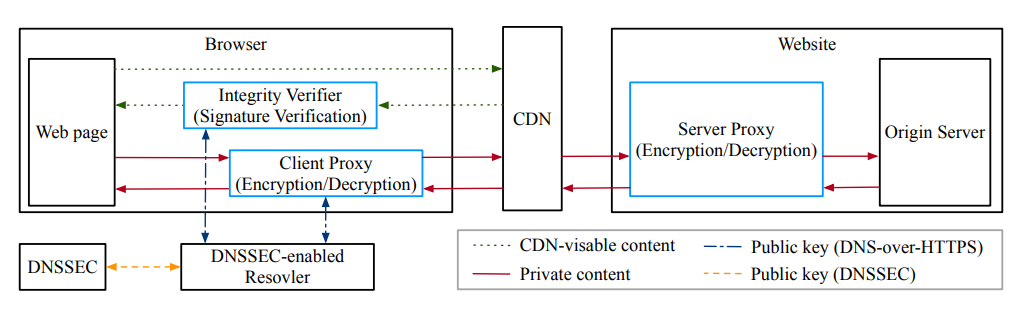 Browser
Website
Web page
Integrity Verifier
(Signature Verification)
CDN
Client Proxy
(Encryption/Decryption)
Server Proxy
(Encryption/Decryption)
Origin Server
DNSSEC
DNSSEC-enabled
Resovler
CDN-visable content
Private content
Public key (DNS-over-HTTPS)
Public key (DNSSEC)